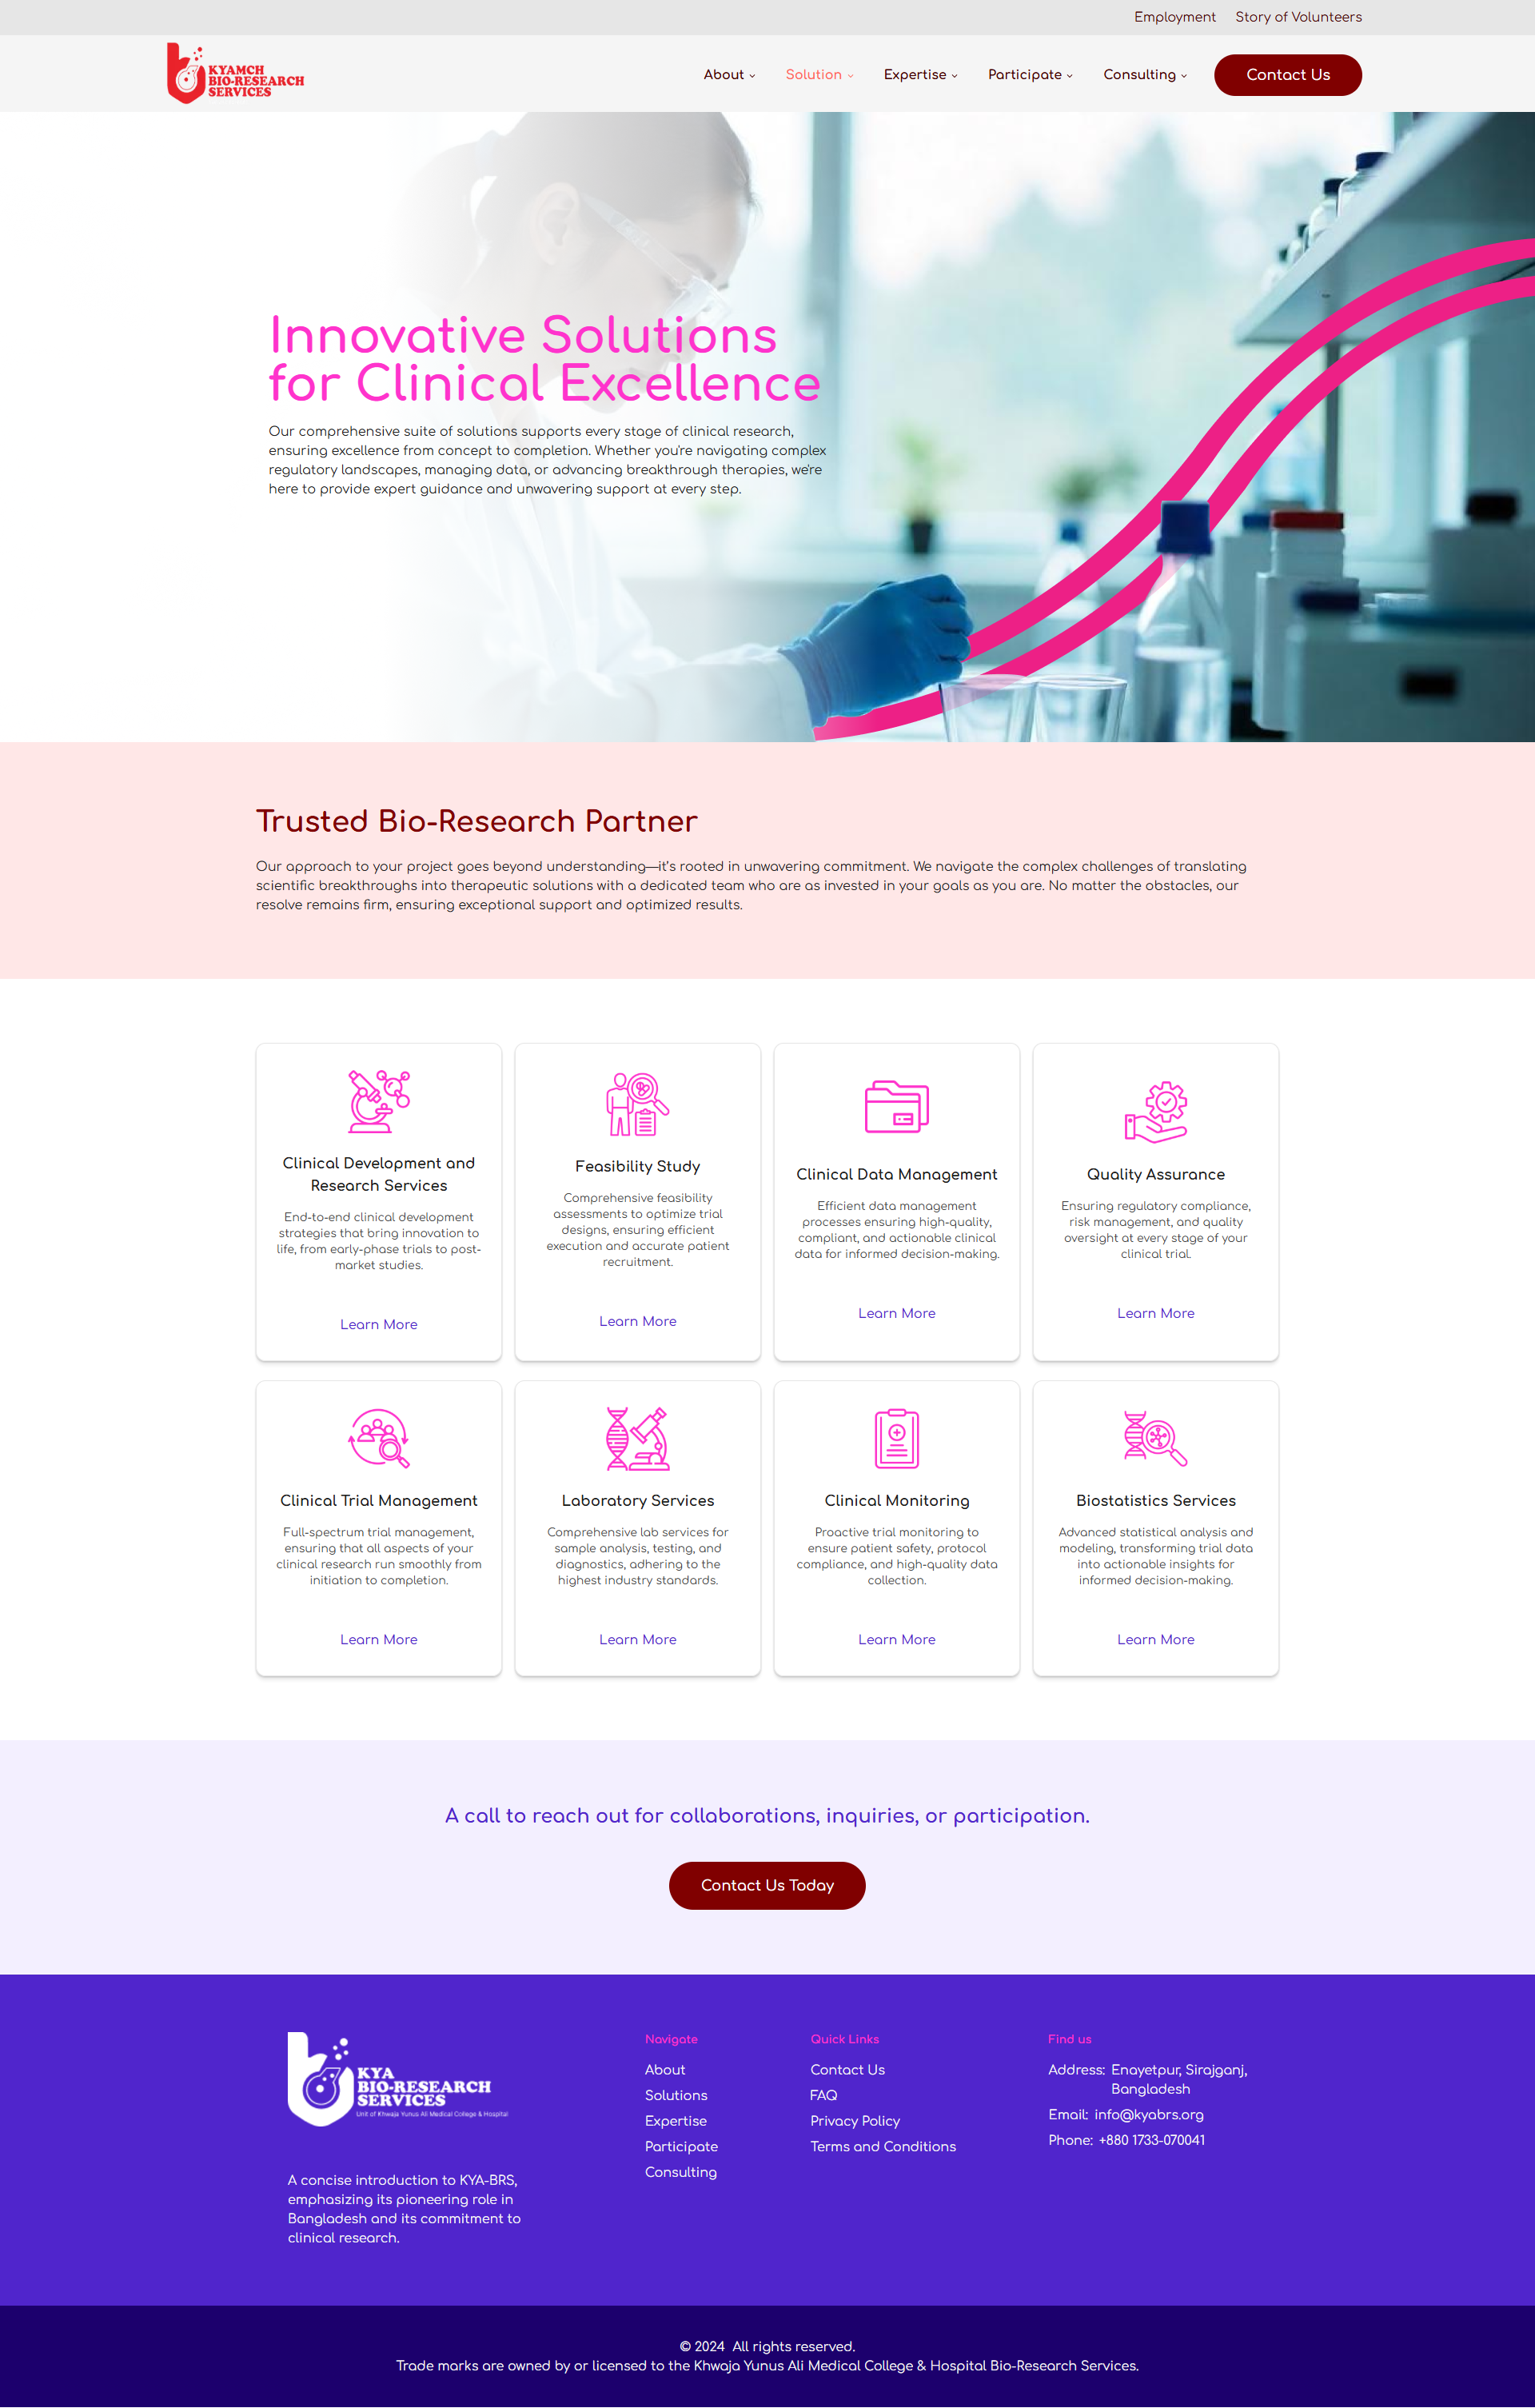 Employment Story of Volunteers
KYAMCH
BIO-RESEARCH
SERVICES
About Solution Expertise Participate Consulting Contact Us
Innovative Solutions
for Clinical Excellence
Our comprehensive suite of solutions supports every stage of clinical research,
ensuring excellence from concept to completion. Whether you're navigating complex
regulatory landscapes, managing data, or advancing breakthrough therapies, we're
here to provide expert guidance and unwavering support at every step.
Trusted Bio-Research Partner
Our approach to your project goes beyond understanding—it's rooted in unwavering commitment. We navigate the complex challenges of translating
scientific breakthroughs into therapeutic solutions with a dedicated team who are as invested in your goals as you are. No matter the obstacles, our
resolve remains firm, ensuring exceptional support and optimized results.
Clinical Development and
Research Services
End-to-end clinical development
strategies that bring innovation to
life, from early-phase trials to post-
market studies.
Learn More
Feasibility Study
Comprehensive feasibility
assessments to optimize trial
designs, ensuring efficient
execution and accurate patient
recruitment.
Learn More
Clinical Data Management
Efficient data management
processes ensuring high-quality,
compliant, and actionable clinical
data for informed decision-making.
Learn More
Quality Assurance
Ensuring regulatory compliance,
risk management, and quality
oversight at every stage of your
clinical trial.
Learn More
Clinical Trial Management
Full-spectrum trial management,
ensuring that all aspects of your
clinical research run smoothly from
initiation to completion.
Learn More
Laboratory Services
Comprehensive lab services for
sample analysis, testing, and
diagnostics, adhering to the
highest industry standards.
Learn More
Clinical Monitoring
Proactive trial monitoring to
ensure patient safety, protocol
compliance, and high-quality data
collection.
Learn More
Biostatistics Services
Advanced statistical analysis and
modeling, transforming trial data
into actionable insights for
informed decision-making.
Learn More
A call to reach out for collaborations, inquiries, or participation.
Contact Us Today
KYA
BIO-RESEARCH
SERVICES
Unit of Khwaja Yunus Ali Medical College & Hospital
A concise introduction to KYA-BRS,
emphasizing its pioneering role in
Bangladesh and its commitment to
clinical research.
Navigate
About
Solutions
Expertise
Participate
Consulting
Quick Links
Contact Us
FAQ
Privacy Policy
Terms and Conditions
Find us
Address: Enayetpur, Sirajganj,
Bangladesh
Email: info@kyabrs.org
Phone: +880 1733-070041
© 2024 All rights reserved.
Trade marks are owned by or licensed to the Khwaja Yunus Ali Medical College & Hospital Bio-Research Services.